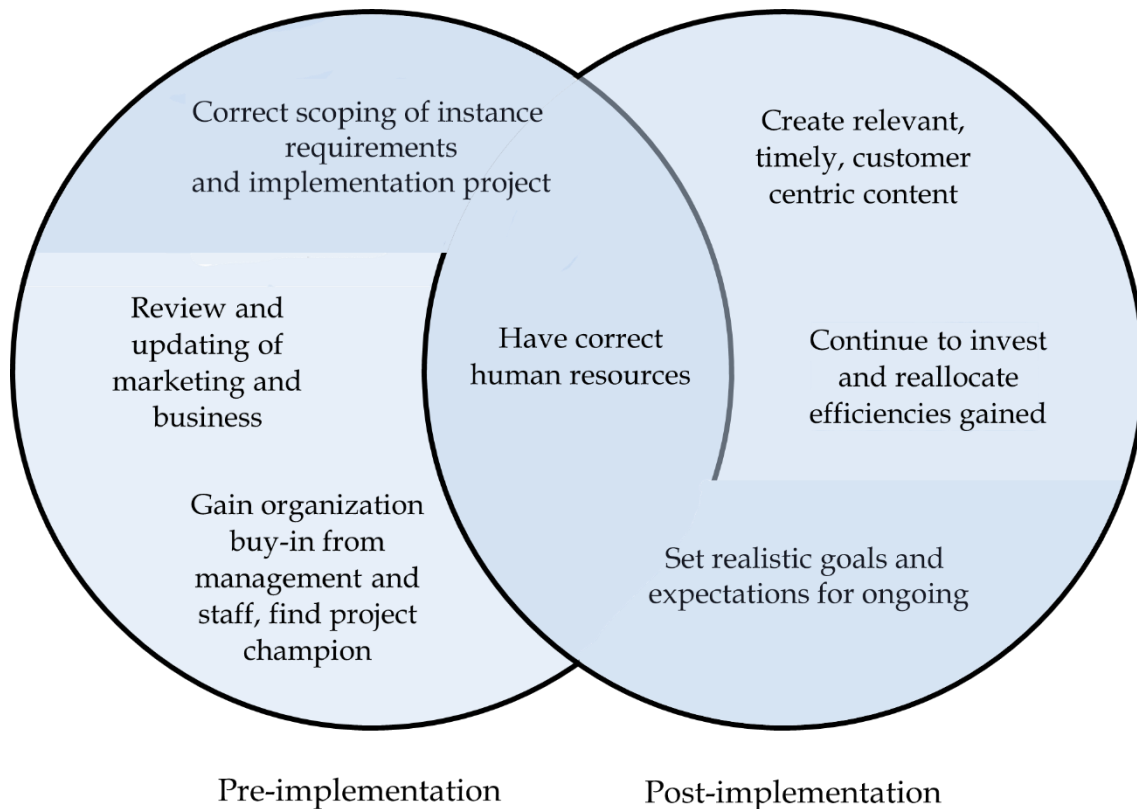 Correct scoping of instance
requirements
and implementation project
Review and
updating of
marketing and
business
Gain organization
buy-in from
management and
staff, find project
champion
Have correct
human resources
Create relevant,
timely, customer
centric content
Continue to invest
and reallocate
efficiencies gained
Set realistic goals and
expectations for ongoing
Pre-implementation
Post-implementation